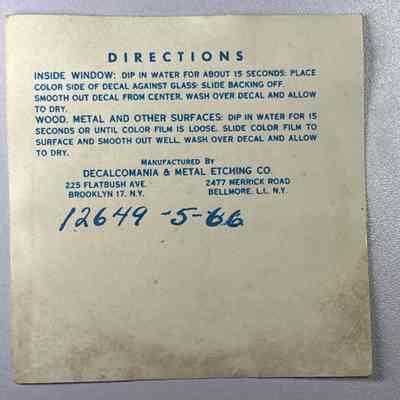 DIRECTIONS
INSIDE WINDOW: DIP IN WATER FOR ABOUT 15 SECONDS: PLACE
COLOR SIDE OF DECAL AGAINST GLASS: SLIDE BACKING OFF.
SMOOTH OUT DECAL FROM CENTER. WASH OVER DECAL AND ALLOW
TO DRY.
WOOD, METAL AND OTHER SURFACES: DIP IN WATER FOR 15
SECONDS OR UNTIL COLOR FILM IS LOOSE. SLIDE COLOR FILM TO
SURFACE AND SMOOTH OUT WELL. WASH OVER DECAL AND ALLOW
TO DRY.
MANUFACTURED BY
DECALCOMANIA & METAL ETCHING CO.
225 FLATBUSH AVE. 2477 MERRICK ROAD
BROOKLYN 17, N.Y. BELLMORE, L.I., N.Y.
12649 -5-66